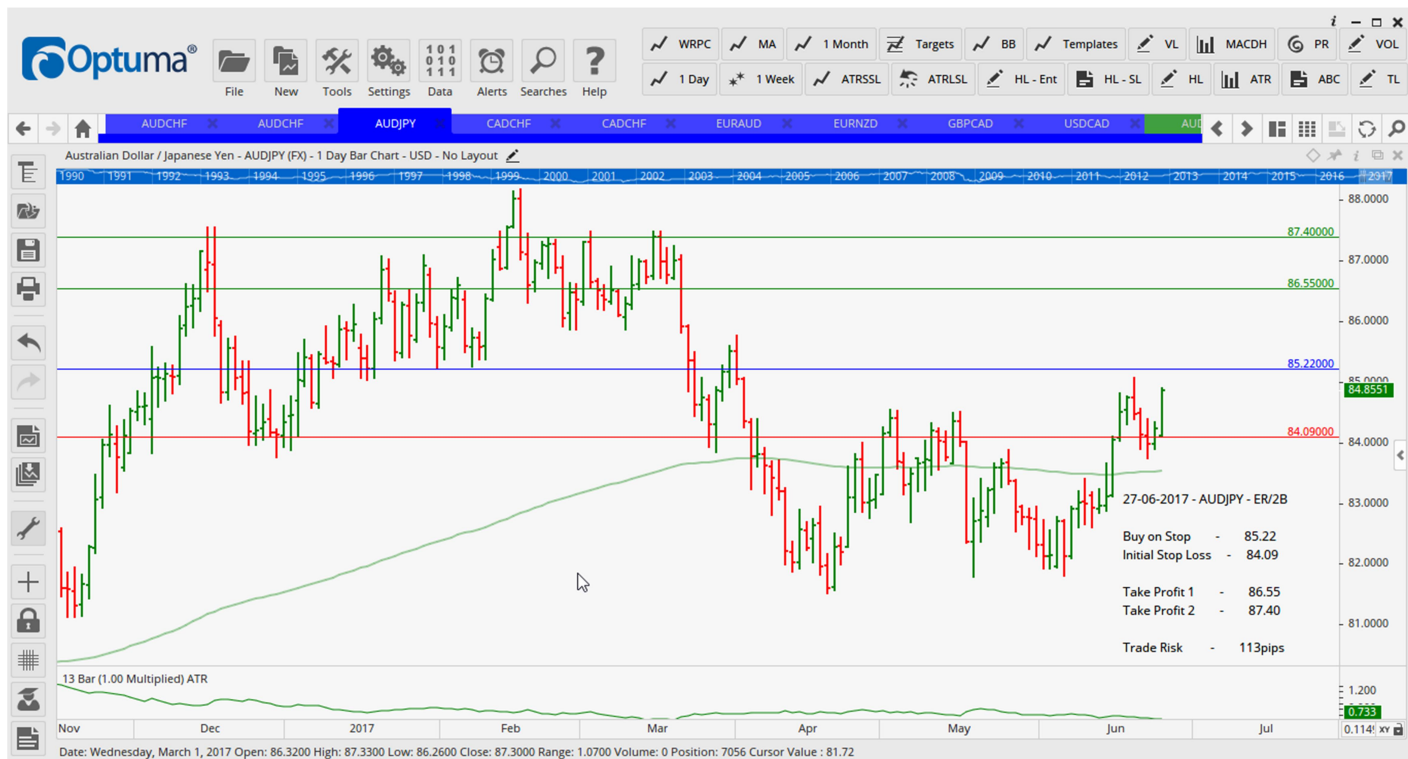 Optuma®
File New Tools Settings Data Alerts Searches Help
WRPC MA 1 Month Targets BB Templates VL MACDH PR VOL
1 Day 1 Week ATRSSL ATRLSL HL - Ent HL - SL HL ATR ABC TL
AUDCHF AUDCHF AUDJPY CADCHF CADCHF EURAUD EURNZD GBPCAD USDCAD
Australian Dollar / Japanese Yen - AUDJPY (FX) - 1 Day Bar Chart - USD - No Layout
1990 1991 1992 1993 1994 1995 1996 1997 1998 1999 2000 2001 2002 2003 2004 2005 2006 2007 2008 2009 2010 2011 2012 2013 2014 2015 2016 2017
88.0000
87.40000
87.0000
86.55000
86.0000
85.22000
85.0000
84.8551
84.09000
84.0000
83.0000
27-06-2017 - AUDJPY - ER/2B
Buy on Stop - 85.22
Initial Stop Loss - 84.09
82.0000
Take Profit 1 - 86.55
Take Profit 2 - 87.40
81.0000
Trade Risk - 113pips
13 Bar (1.00 Multiplied) ATR
1.200
0.733
Nov Dec 2017 Feb Mar Apr May Jun Jul
XY
Date: Wednesday, March 1, 2017 Open: 86.3200 High: 87.3300 Low: 86.2600 Close: 87.3000 Range: 1.0700 Volume: 0 Position: 7056 Cursor Value : 81.72